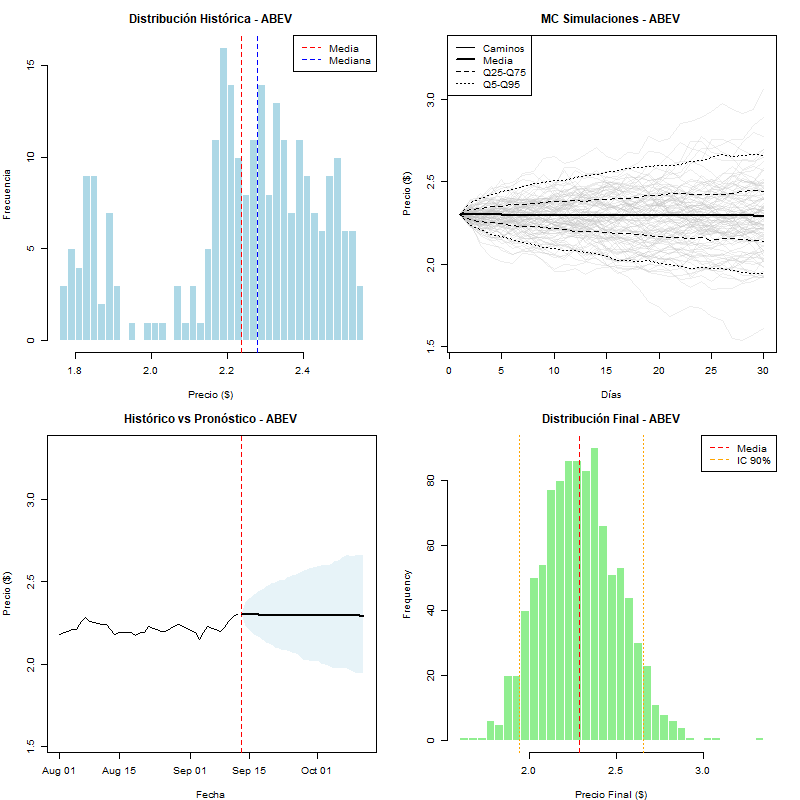 Distribución Histórica - ABEV
Media
Mediana
Frecuencia
0
5
10
15
1.8
2.0
2.2
2.4
Precio ($)
MC Simulaciones - ABEV
Caminos
Media
Q25-Q75
Q5-Q95
Precio ($)
1.5
2.0
2.5
3.0
0
5
10
15
20
25
30
Días
Histórico vs Pronóstico - ABEV
Precio ($)
1.5
2.0
2.5
3.0
Aug 01
Aug 15
Sep 01
Sep 15
Oct 01
Fecha
Distribución Final - ABEV
Media
IC 90%
Frequency
0
20
40
60
80
2.0
2.5
3.0
Precio Final ($)